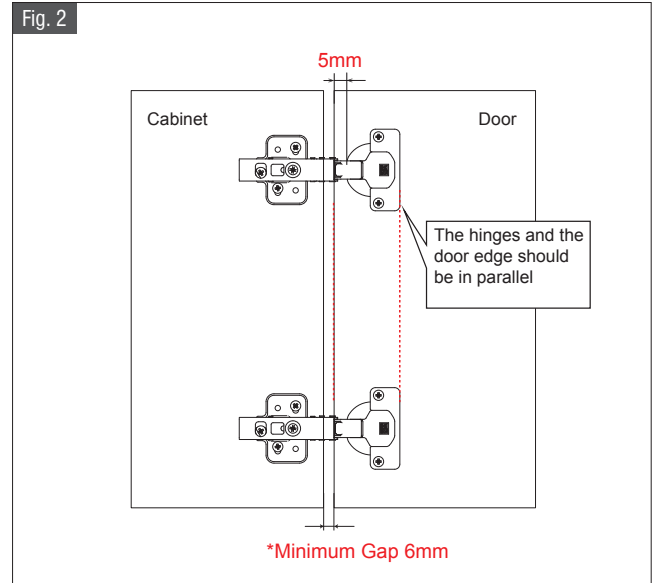 Fig. 2
5mm
Cabinet
Door
The hinges and the
door edge should
be in parallel
*Minimum Gap 6mm